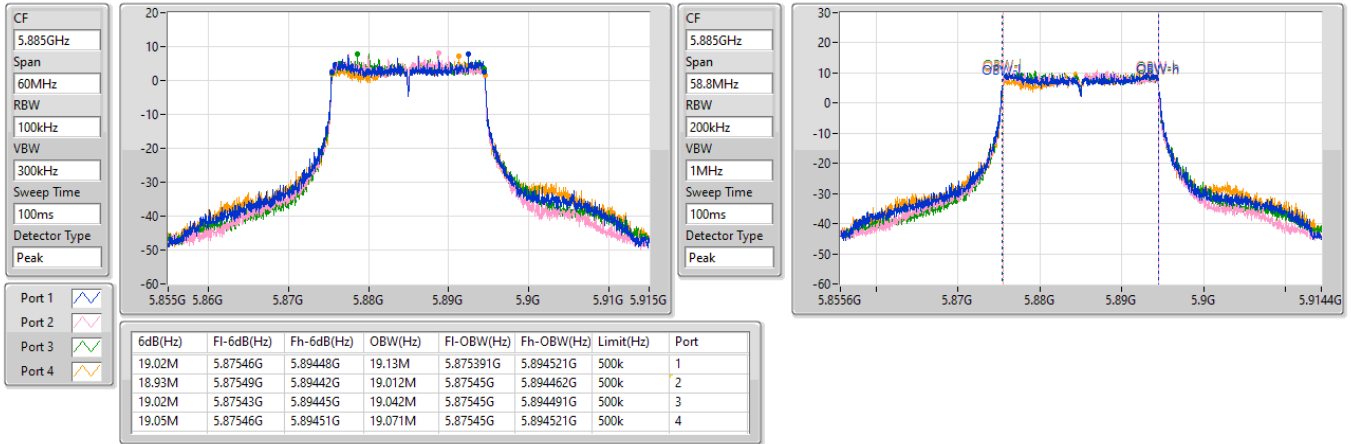 CF
5.885GHz
Span
60MHz
RBW
100kHz
VBW
300kHz
Sweep Time
100ms
Detector Type
Peak
20
10
0
-10
-20
-30
-40
-50
-60
5.855G 5.86G 5.87G 5.88G 5.89G 5.9G 5.91G 5.915G
CF
5.885GHz
Span
58.8MHz
RBW
200kHz
VBW
1MHz
Sweep Time
100ms
Detector Type
Peak
30
20
10
0
-10
-20
-30
-40
-50
-60
OBW-l OBW-h
5.8556G 5.87G 5.88G 5.89G 5.9G 5.9144G
Port 1
Port 2
Port 3
Port 4
6dB(Hz) Fl-6dB(Hz) Fh-6dB(Hz) OBW(Hz) Fl-OBW(Hz) Fh-OBW(Hz) Limit(Hz) Port
19.02M 5.87546G 5.89448G 19.13M 5.875391G 5.894521G 500k 1
18.93M 5.87549G 5.89442G 19.012M 5.87545G 5.894462G 500k 2
19.02M 5.87543G 5.89445G 19.042M 5.87545G 5.894491G 500k 3
19.05M 5.87546G 5.89451G 19.071M 5.87545G 5.894521G 500k 4